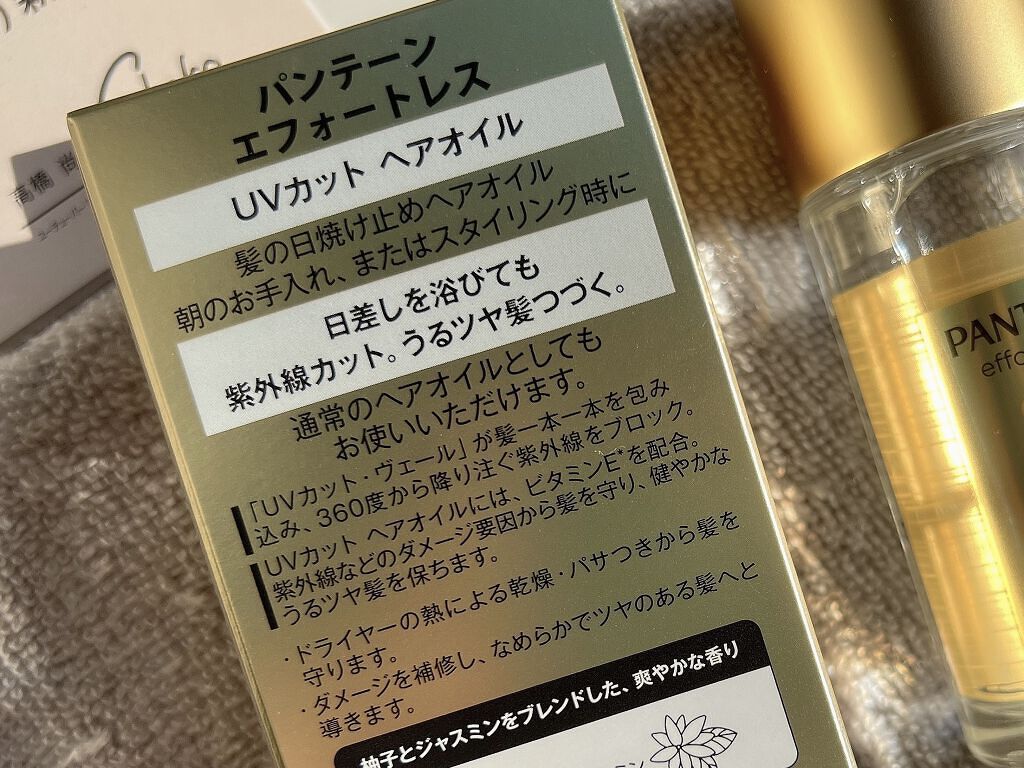 パンテーン
エフォートレス
UVカット ヘアオイル
髪の日焼け止めヘアオイル
朝のお手入れ、またはスタイリング時に
日差しを浴びても
紫外線カット。うるツヤ髪つづく。
通常のヘアオイルとしても
お使いいただけます。
「UVカット・ヴェール」が髪一本一本を包み
込み、360度から降り注ぐ紫外線をブロック。
UVカット ヘアオイルには、ビタミンE*を配合。
紫外線などのダメージ要因から髪を守り、健やかな
うるツヤ髪を保ちます。
・ドライヤーの熱による乾燥・パサつきから髪を
守ります。
・ダメージを補修し、なめらかでツヤのある髪へと
導きます。
柚子とジャスミンをブレンドした、爽やかな香り
高橋